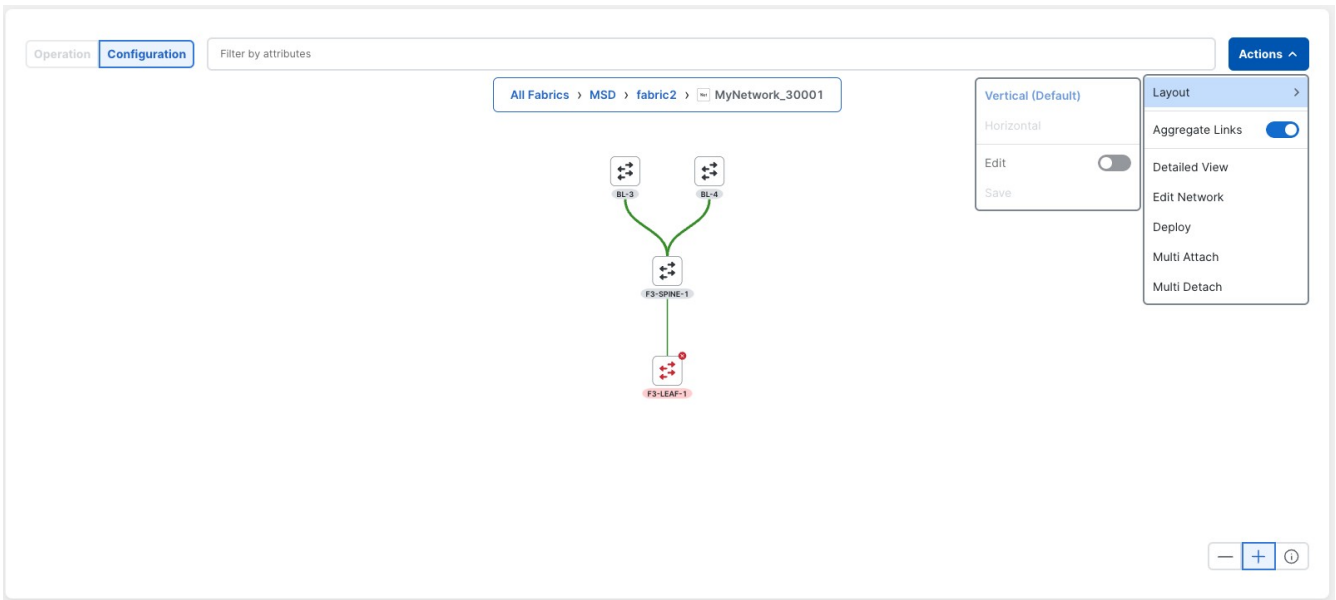 Operation Configuration Filter by attributes Actions
All Fabrics > MSD > fabric2 > MyNetwork_30001
Vertical (Default)
Horizontal
Edit
Save
Layout >
Aggregate Links
Detailed View
Edit Network
Deploy
Multi Attach
Multi Detach
BL-3 BL-4
F3-SPINE-1
F3-LEAF-1